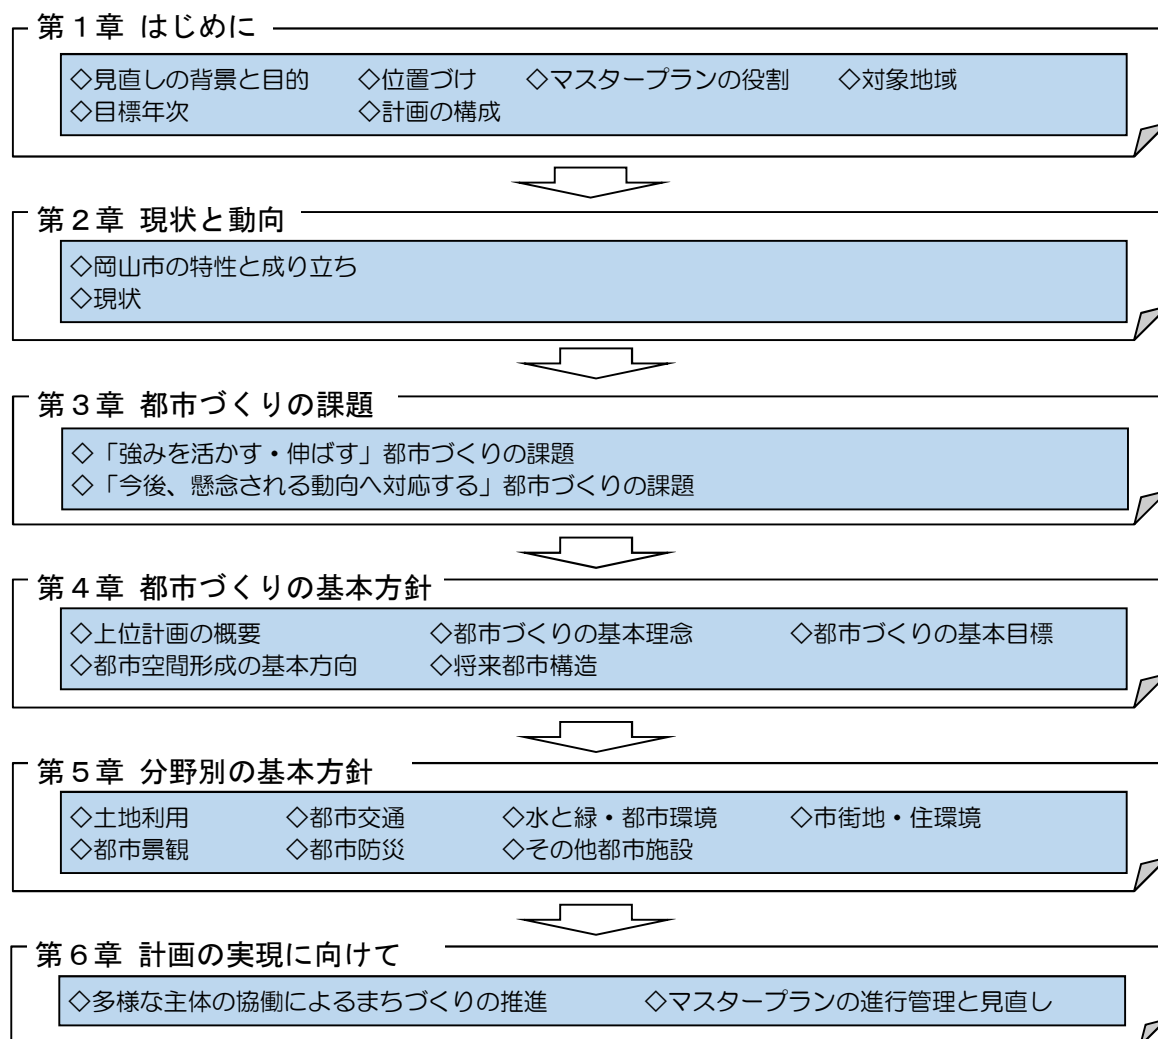 第1章 はじめに
◇見直しの背景と目的 ◇位置づけ ◇マスタープランの役割 ◇対象地域
◇目標年次 ◇計画の構成
第2章 現状と動向
◇岡山市の特性と成り立ち
◇現状
第3章 都市づくりの課題
◇「強みを活かす・伸ばす」都市づくりの課題
◇「今後、懸念される動向へ対応する」都市づくりの課題
第4章 都市づくりの基本方針
◇上位計画の概要 ◇都市づくりの基本理念 ◇都市づくりの基本目標
◇都市空間形成の基本方向 ◇将来都市構造
第5章 分野別の基本方針
◇土地利用 ◇都市交通 ◇水と緑・都市環境 ◇市街地・住環境
◇都市景観 ◇都市防災 ◇その他都市施設
第6章 計画の実現に向けて
◇多様な主体の協働によるまちづくりの推進 ◇マスタープランの進行管理と見直し